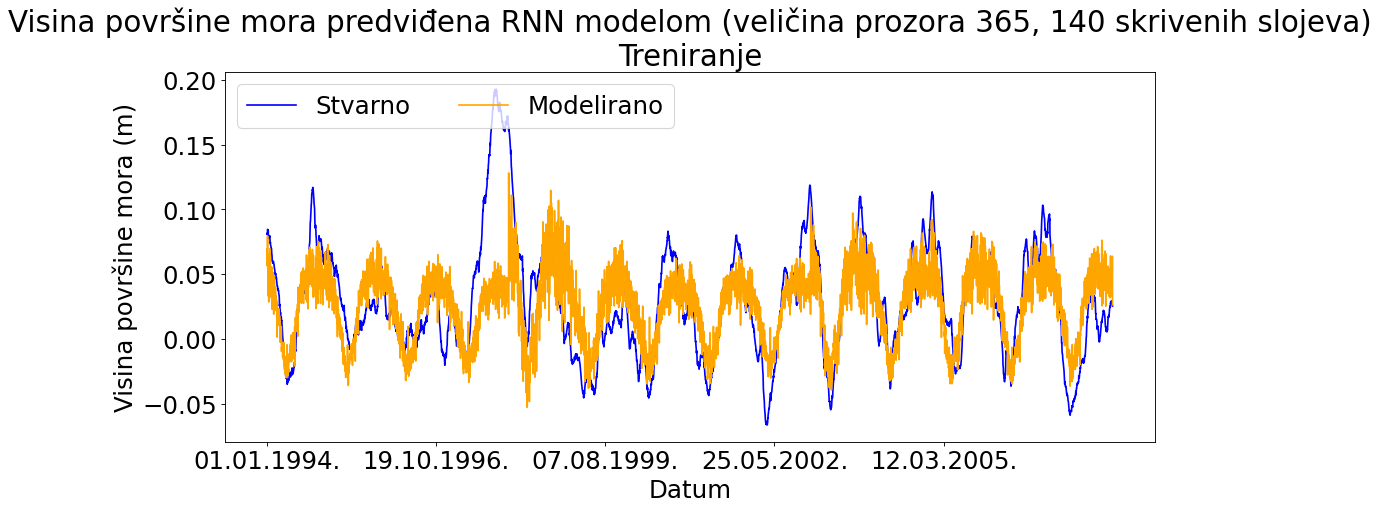 Visina površine mora predviđena RNN modelom (veličina prozora 365, 140 skrivenih slojeva)
Treniranje
Stvarno
Modelirano
Visina površine mora (m)
0.20
0.15
0.10
0.05
0.00
−0.05
01.01.1994.
19.10.1996.
07.08.1999.
25.05.2002.
12.03.2005.
Datum